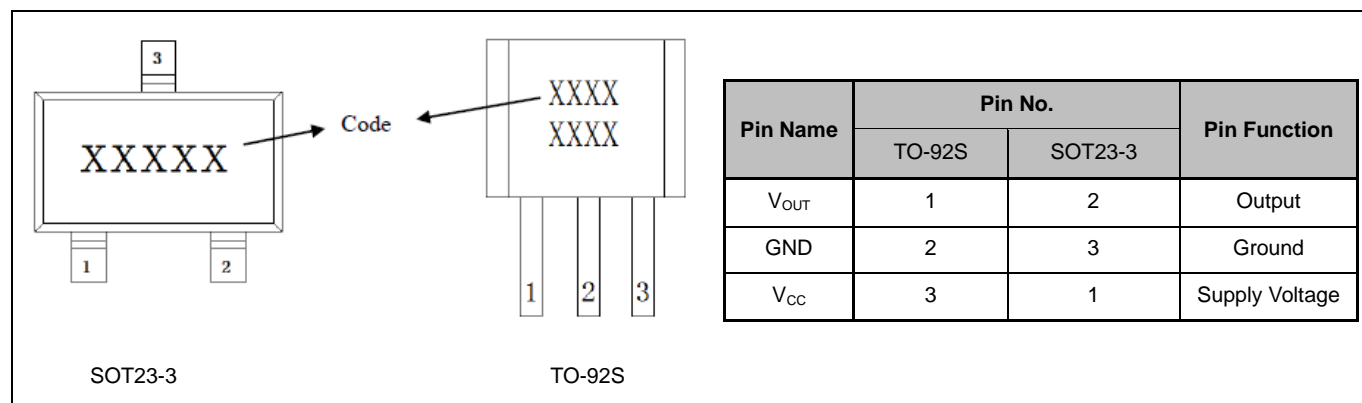 3
XXXXX
Code
1
2
SOT23-3
XXXX
XXXX
1 2 3
TO-92S
Pin Name Pin No. Pin Function
TO-92S SOT23-3
VOUT 1 2 Output
GND 2 3 Ground
VCC 3 1 Supply Voltage